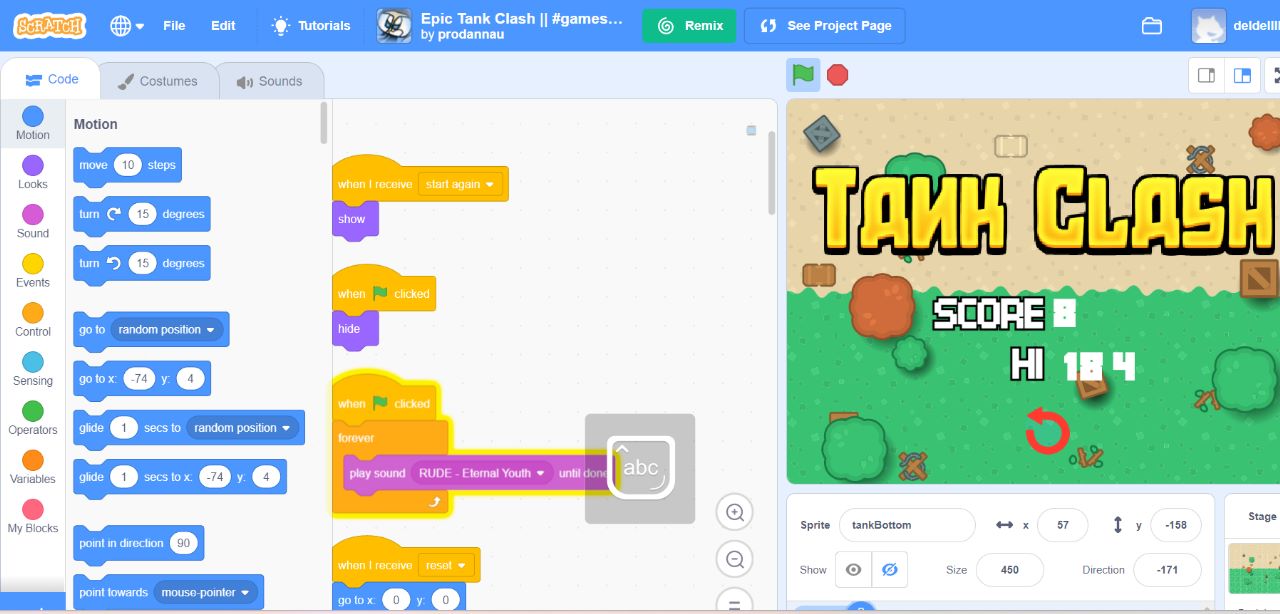 SCRATCH
File
Edit
Tutorials
Epic Tank Clash || #games...
by prodannau
Remix
See Project Page
Code
Costumes
Sounds
Motion
Looks
Sound
Events
Control
Sensing
Operators
Variables
My Blocks
Motion
move 10 steps
turn 15 degrees
turn 15 degrees
go to random position
go to x: -74 y: 4
glide 1 secs to random position
glide 1 secs to x: -74 y: 4
point in direction 90
point towards mouse-pointer
when I receive start again
show
when clicked
hide
when clicked
forever
play sound RUDE - Eternal Youth until done
abc
when I receive reset
go to x: 0 y: 0
TANK CLASH
SCORE 8
HI 184
Sprite tankBottom x 57 y -158
Show Size 450 Direction -171
Stage